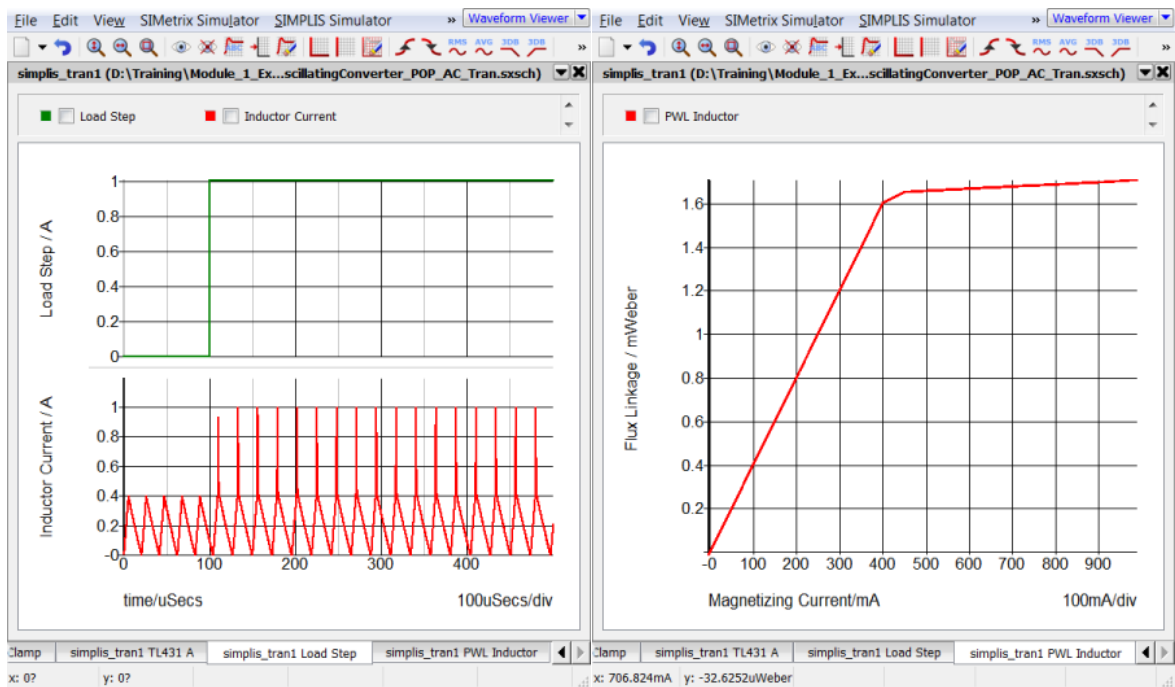 File Edit View SIMetrix Simulator SIMPLIS Simulator » Waveform Viewer
ABC RMS AVG 3DB 3DB »
simplis_tran1 (D:\Training\Module_1_Ex...scillatingConverter_POP_AC_Tran.sxsch)
Load Step Inductor Current
Load Step / A
1
0.8
0.6
0.4
0.2
0
Inductor Current / A
1
0.8
0.6
0.4
0.2
-0
0 100 200 300 400
time/uSecs 100uSecs/div
Clamp simplis_tran1 TL431 A simplis_tran1 Load Step simplis_tran1 PWL Inductor
x: 0? y: 0?
File Edit View SIMetrix Simulator SIMPLIS Simulator » Waveform Viewer
ABC RMS AVG 3DB 3DB »
simplis_tran1 (D:\Training\Module_1_Ex...scillatingConverter_POP_AC_Tran.sxsch)
PWL Inductor
Flux Linkage / mWeber
1.6
1.4
1.2
1
0.8
0.6
0.4
0.2
-0 100 200 300 400 500 600 700 800 900
Magnetizing Current/mA 100mA/div
Clamp simplis_tran1 TL431 A simplis_tran1 Load Step simplis_tran1 PWL Inductor
x: 706.824mA y: -32.6252uWeber